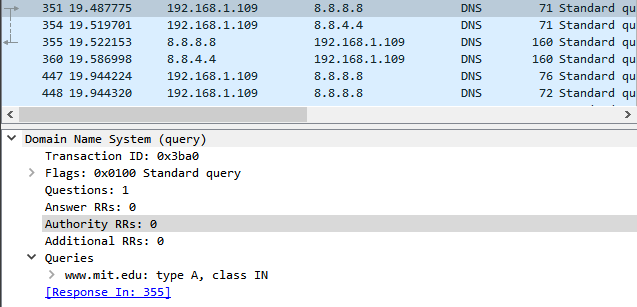 351 19.487775 192.168.1.109 8.8.8.8 DNS 71 Standard qu
354 19.519701 192.168.1.109 8.8.4.4 DNS 71 Standard qu
355 19.522153 8.8.8.8 192.168.1.109 DNS 160 Standard qu
360 19.586998 8.8.4.4 192.168.1.109 DNS 160 Standard qu
447 19.944224 192.168.1.109 8.8.8.8 DNS 76 Standard qu
448 19.944320 192.168.1.109 8.8.8.8 DNS 72 Standard qu
Domain Name System (query)
Transaction ID: 0x3ba0
Flags: 0x0100 Standard query
Questions: 1
Answer RRs: 0
Authority RRs: 0
Additional RRs: 0
Queries
www.mit.edu: type A, class IN
[Response In: 355]